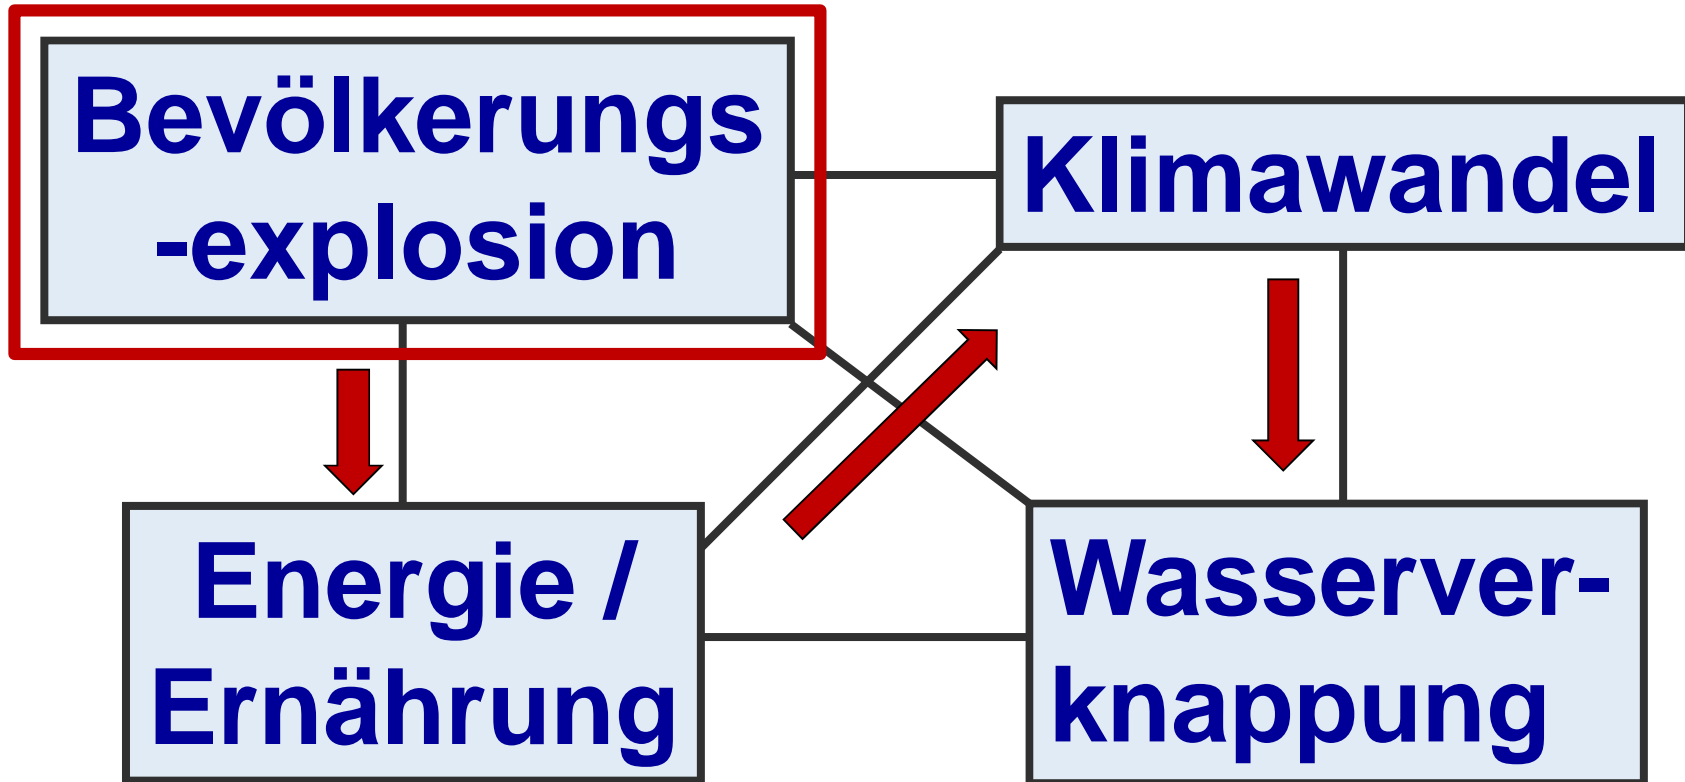 Bevölkerungs
-explosion
Klimawandel
Energie /
Ernährung
Wasserver-
knappung